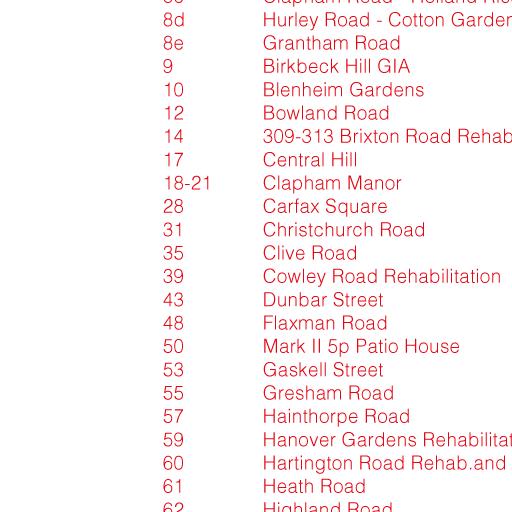 8d Hurley Road - Cotton Garden
8e Grantham Road
9 Birkbeck Hill GIA
10 Blenheim Gardens
12 Bowland Road
14 309-313 Brixton Road Rehab
17 Central Hill
18-21 Clapham Manor
28 Carfax Square
31 Christchurch Road
35 Clive Road
39 Cowley Road Rehabilitation
43 Dunbar Street
48 Flaxman Road
50 Mark II 5p Patio House
53 Gaskell Street
55 Gresham Road
57 Hainthorpe Road
59 Hanover Gardens Rehabilitat
60 Hartington Road Rehab.and
61 Heath Road
62 Highland Road